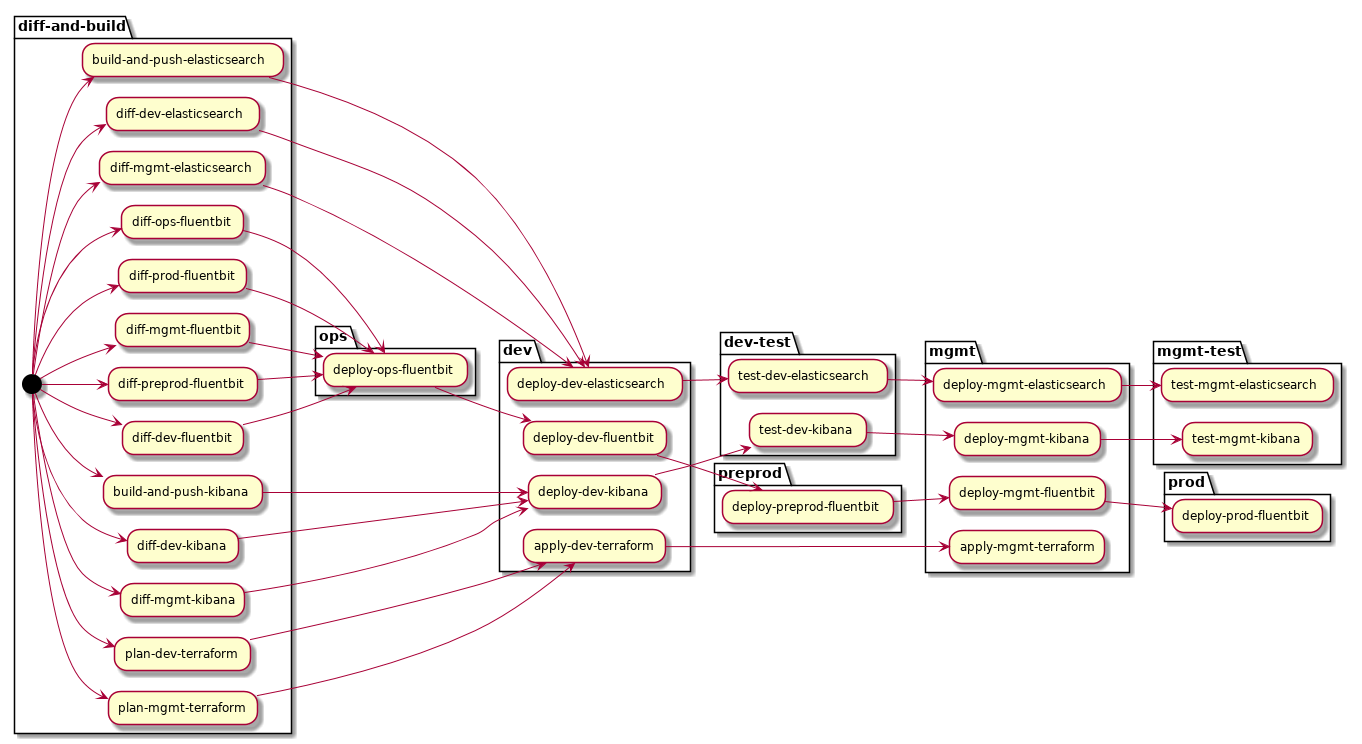 diff-and-build
build-and-push-elasticsearch
diff-dev-elasticsearch
diff-mgmt-elasticsearch
diff-ops-fluentbit
diff-prod-fluentbit
diff-mgmt-fluentbit
diff-preprod-fluentbit
diff-dev-fluentbit
build-and-push-kibana
diff-dev-kibana
diff-mgmt-kibana
plan-dev-terraform
plan-mgmt-terraform
ops
deploy-ops-fluentbit
dev
deploy-dev-elasticsearch
deploy-dev-fluentbit
deploy-dev-kibana
apply-dev-terraform
dev-test
test-dev-elasticsearch
test-dev-kibana
preprod
deploy-preprod-fluentbit
mgmt
deploy-mgmt-elasticsearch
deploy-mgmt-kibana
deploy-mgmt-fluentbit
apply-mgmt-terraform
mgmt-test
test-mgmt-elasticsearch
test-mgmt-kibana
prod
deploy-prod-fluentbit